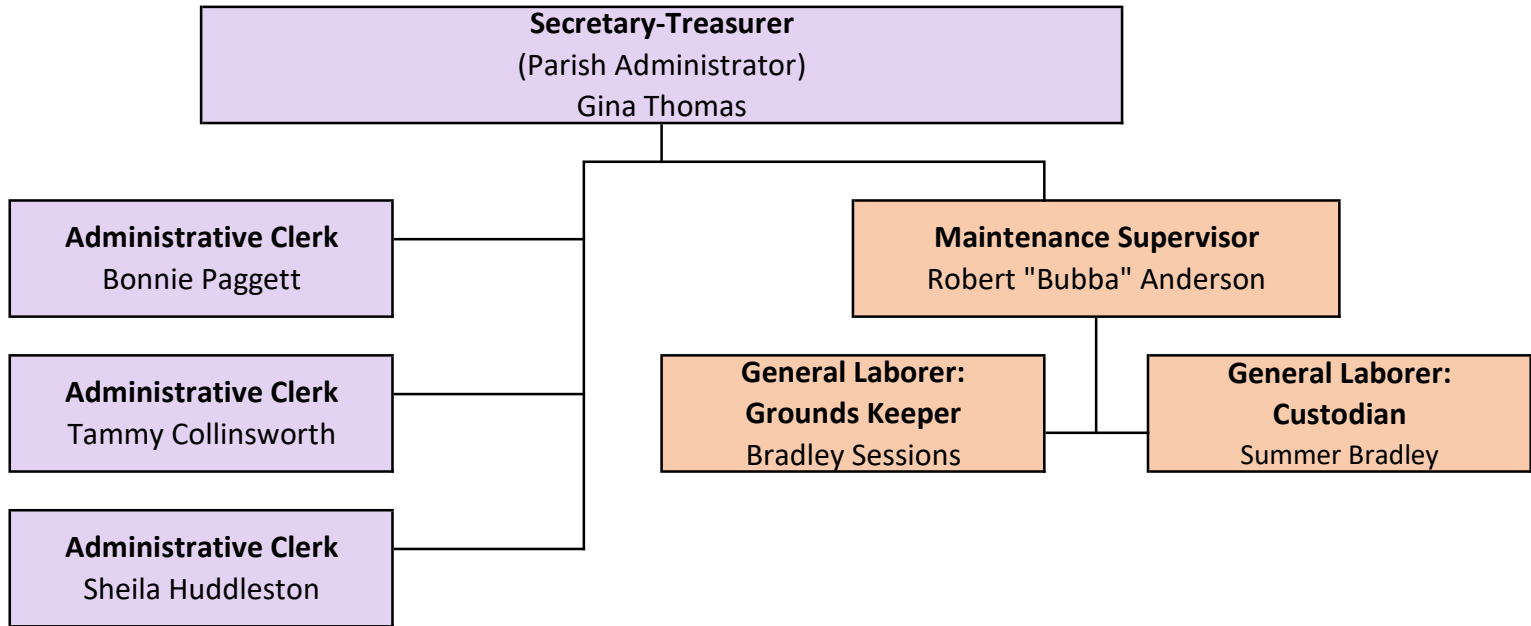 Secretary-Treasurer
(Parish Administrator)
Gina Thomas
Administrative Clerk
Bonnie Paggett
Maintenance Supervisor
Robert "Bubba" Anderson
Administrative Clerk
Tammy Collinsworth
General Laborer:
Grounds Keeper
Bradley Sessions
General Laborer:
Custodian
Summer Bradley
Administrative Clerk
Sheila Huddleston